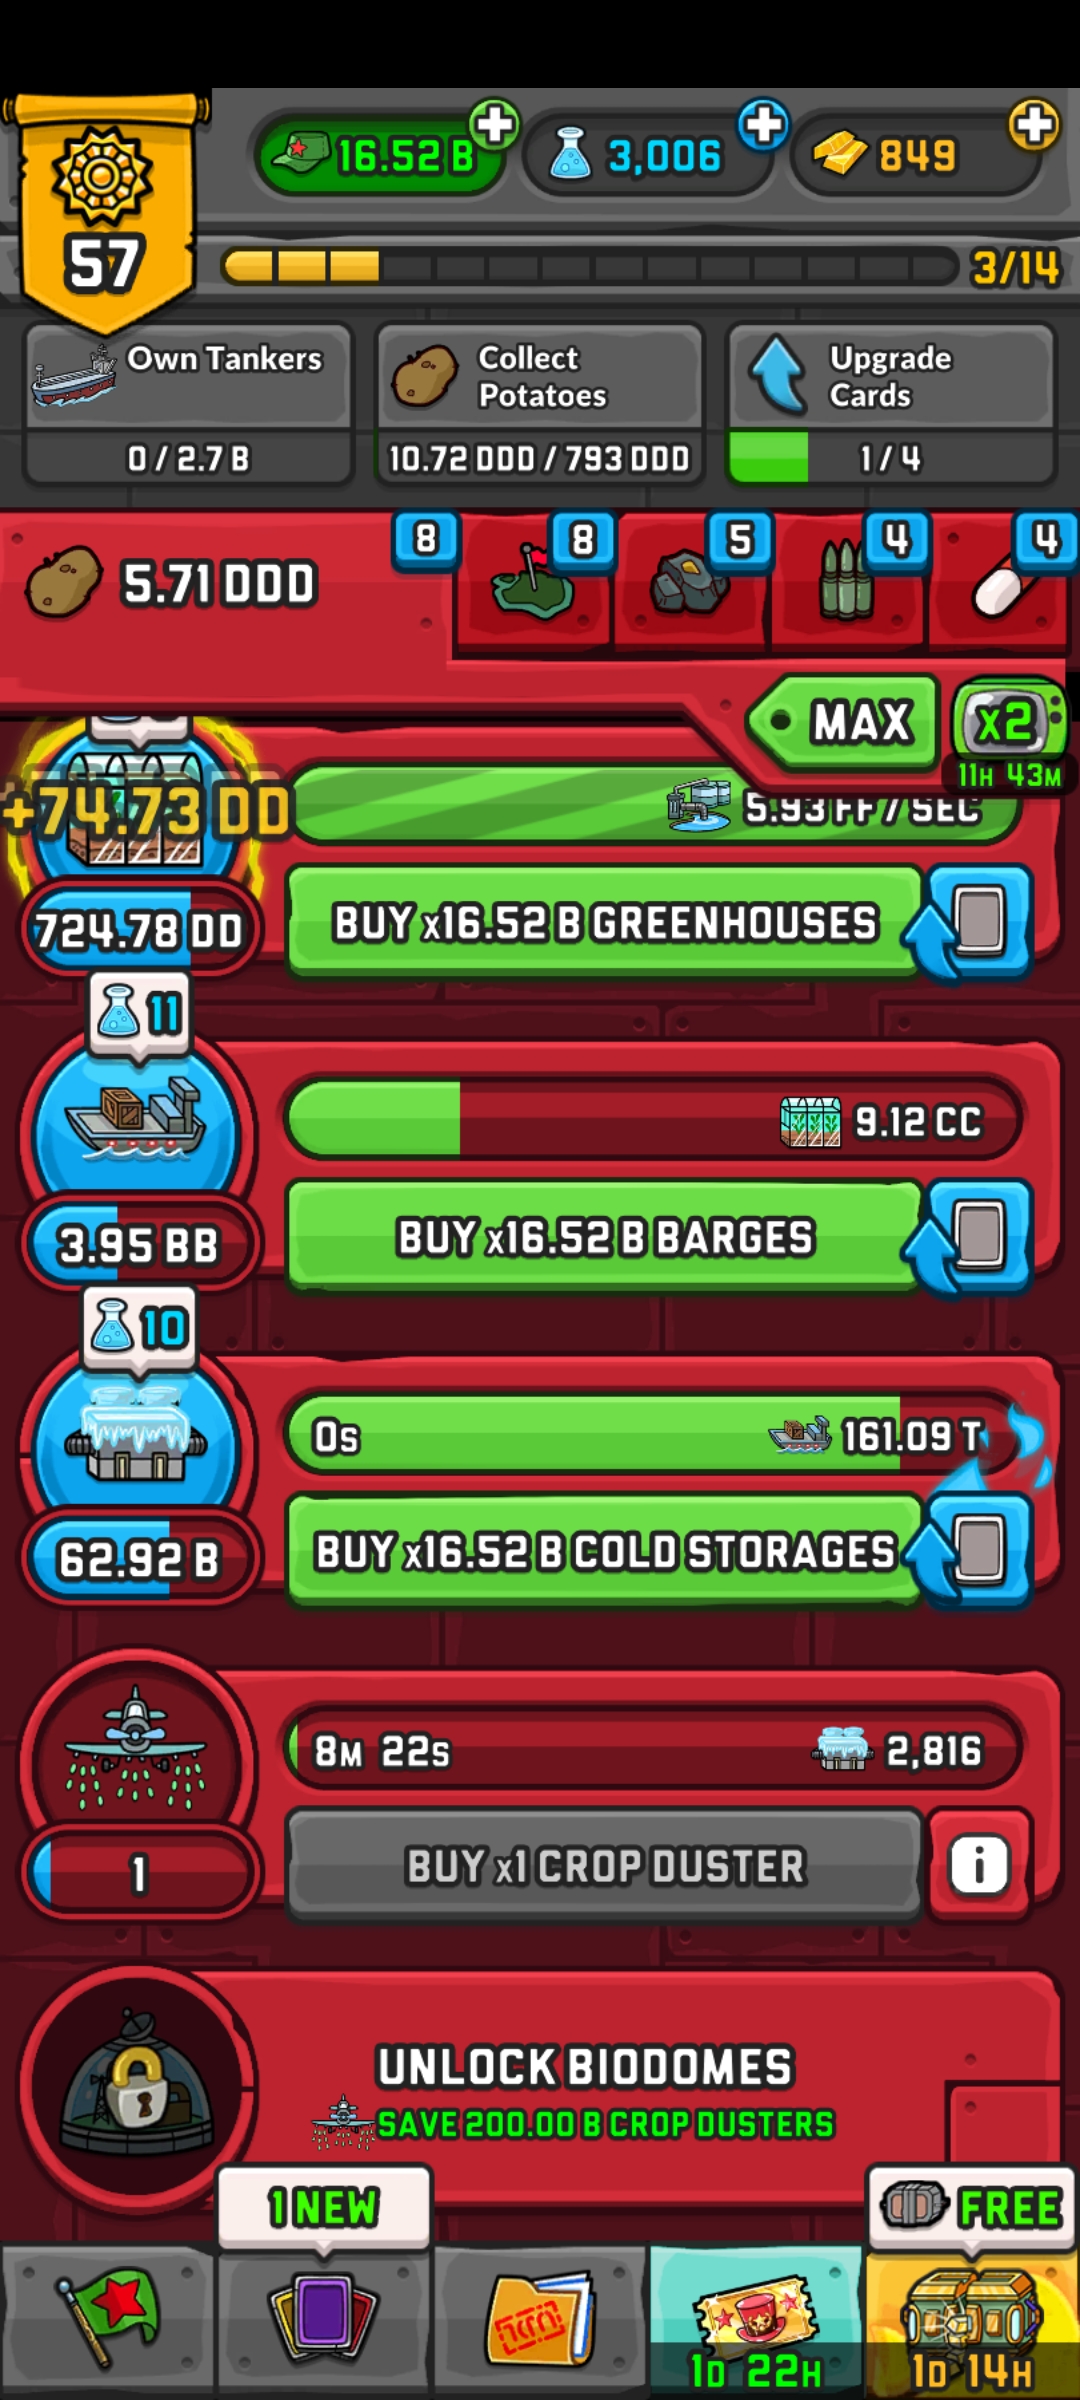 57
16.52 B
3,006
849
3/14
Own Tankers
0 / 2.7 B
Collect
Potatoes
10.72 DDD / 793 DDD
Upgrade
Cards
1 / 4
5.71 DDD
8
8
5
4
4
MAX
x2
11H 43M
+74.73 DD
5.93 FF / SEC
724.78 DD
BUY x16.52 B GREENHOUSES
11
9.12 CC
3.95 BB
BUY x16.52 B BARGES
10
0s
161.09 T
62.92 B
BUY x16.52 B COLD STORAGES
8M 22s
2,816
1
BUY x1 CROP DUSTER
i
UNLOCK BIODOMES
SAVE 200.00 B CROP DUSTERS
1 NEW
FREE
1D 22H
1D 14H